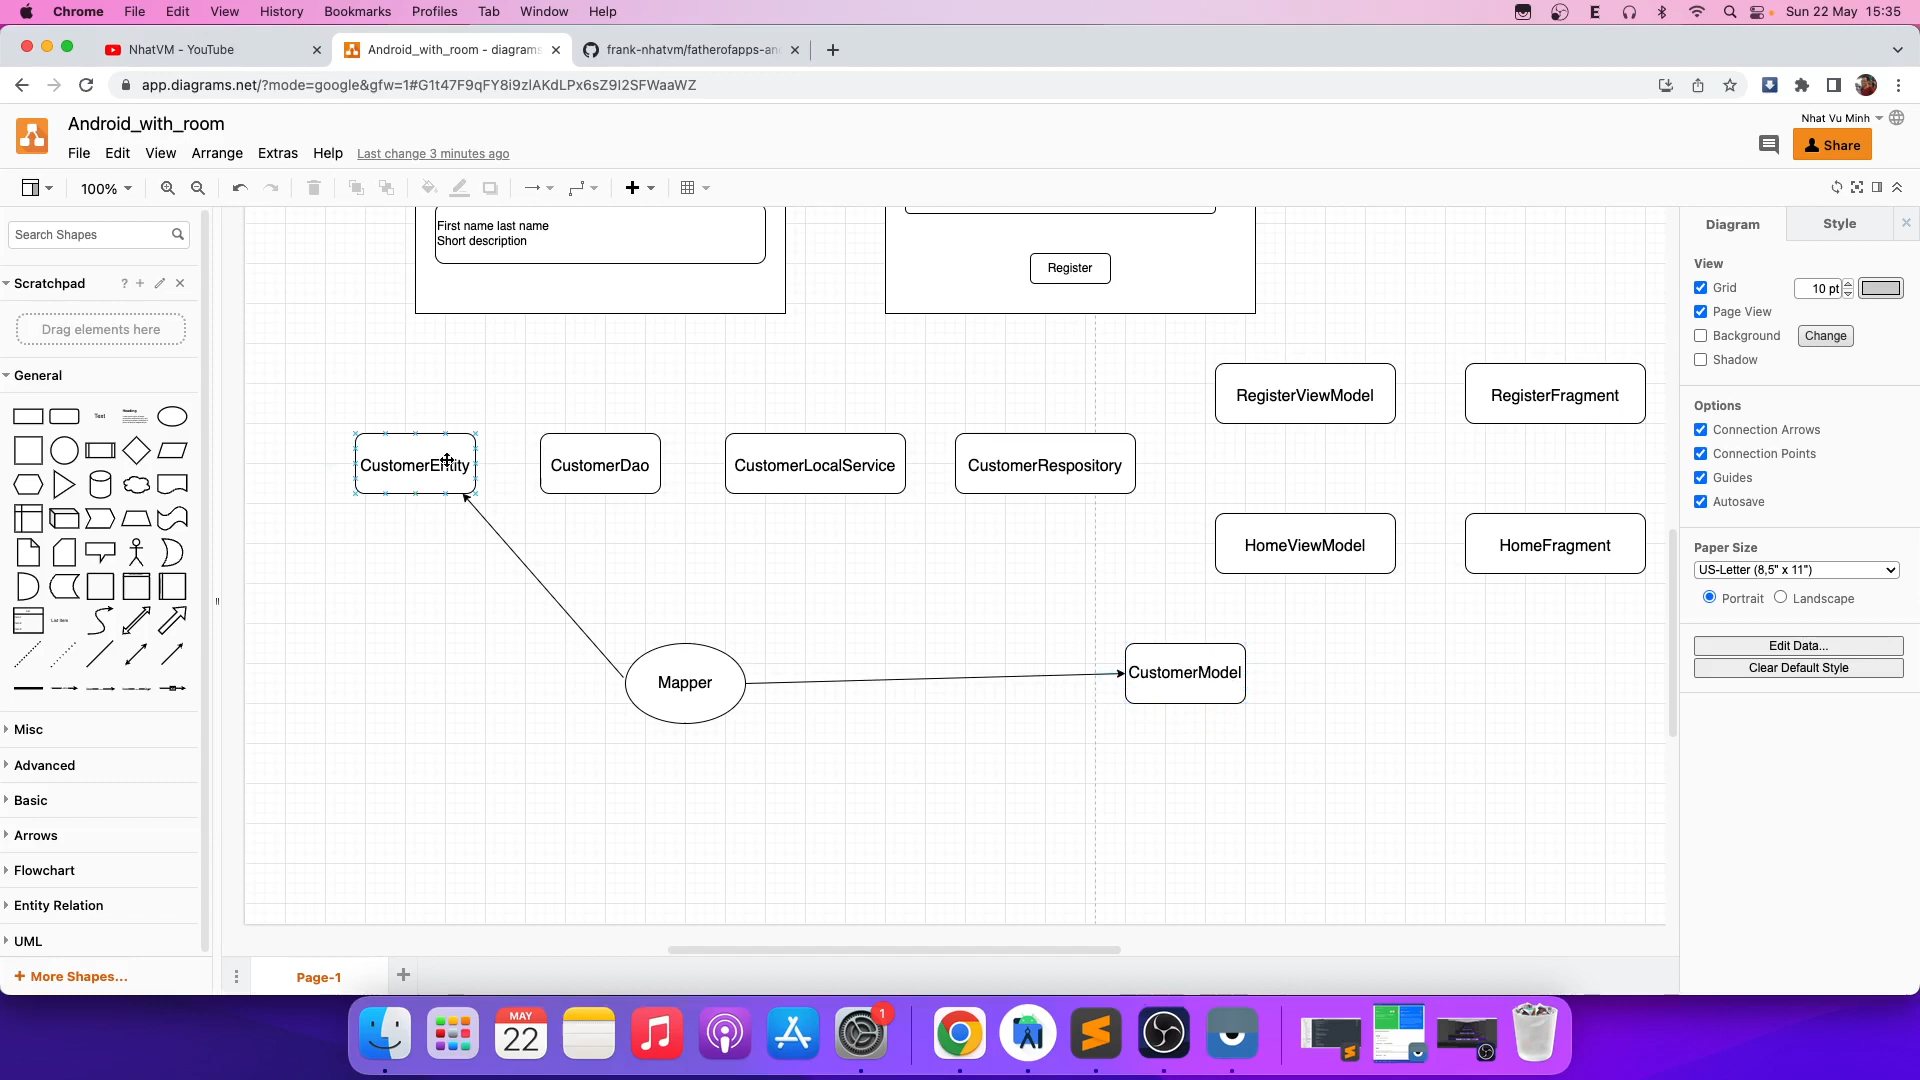 Chrome File Edit View History Bookmarks Profiles Tab Window Help Sun 22 May 15:35
NhatVM - YouTube Android_with_room - diagrams frank-nhatvm/fatherofapps-an
app.diagrams.net/?mode=google&gfw=1#G1t47F9qFY8i9zlAKdLPx6sZ9I2SFWaaWZ
Android_with_room
Nhat Vu Minh
File Edit View Arrange Extras Help Last change 3 minutes ago
Share
100%
Search Shapes
Scratchpad
Drag elements here
General
Text
Heading
List Item
Misc
Advanced
Basic
Arrows
Flowchart
Entity Relation
UML
+ More Shapes...
First name last name
Short description
Register
RegisterViewModel
RegisterFragment
CustomerEntity
CustomerDao
CustomerLocalService
CustomerRespository
HomeViewModel
HomeFragment
Mapper
CustomerModel
Page-1
Diagram Style
View
Grid 10 pt
Page View
Background Change
Shadow
Options
Connection Arrows
Connection Points
Guides
Autosave
Paper Size
US-Letter (8,5" x 11")
Portrait Landscape
Edit Data...
Clear Default Style
MAY
22
1